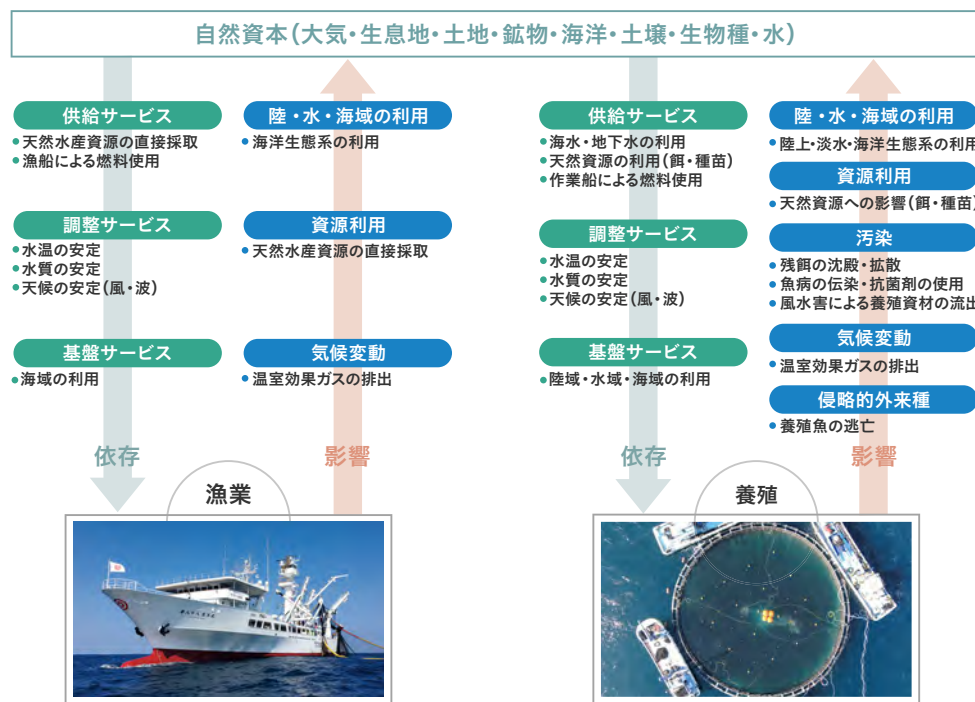 自然資本(大気・生息地・土地・鉱物・海洋・土壌・生物種・水)
供給サービス
●天然水産資源の直接採取
●漁船による燃料使用
調整サービス
●水温の安定
●水質の安定
●天候の安定(風・波)
基盤サービス
●海域の利用
依存
陸・水・海域の利用
●海洋生態系の利用
資源利用
●天然水産資源の直接採取
気候変動
●温室効果ガスの排出
影響
漁業
供給サービス
●海水・地下水の利用
●天然資源の利用(餌・種苗)
●作業船による燃料使用
調整サービス
●水温の安定
●水質の安定
●天候の安定(風・波)
基盤サービス
●陸域・水域・海域の利用
依存
陸・水・海域の利用
●陸上・淡水・海洋生態系の利用
資源利用
●天然資源への影響(餌・種苗)
汚染
●残餌の沈殿・拡散
●魚病の伝染・抗菌剤の使用
●風水害による養殖資材の流出
気候変動
●温室効果ガスの排出
侵略的外来種
●養殖魚の逃亡
影響
養殖